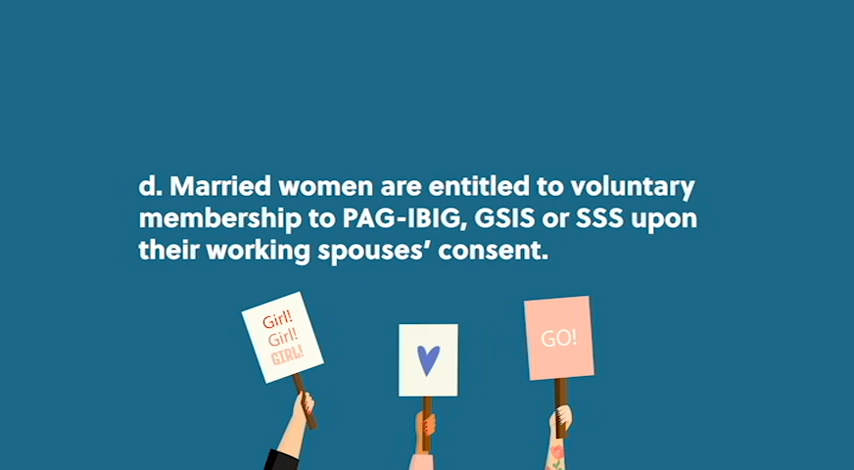 d. Married women are entitled to voluntary
membership to PAG-IBIG, GSIS or SSS upon
their working spouses’ consent.
Girl!
Girl!
GIRL!
GO!